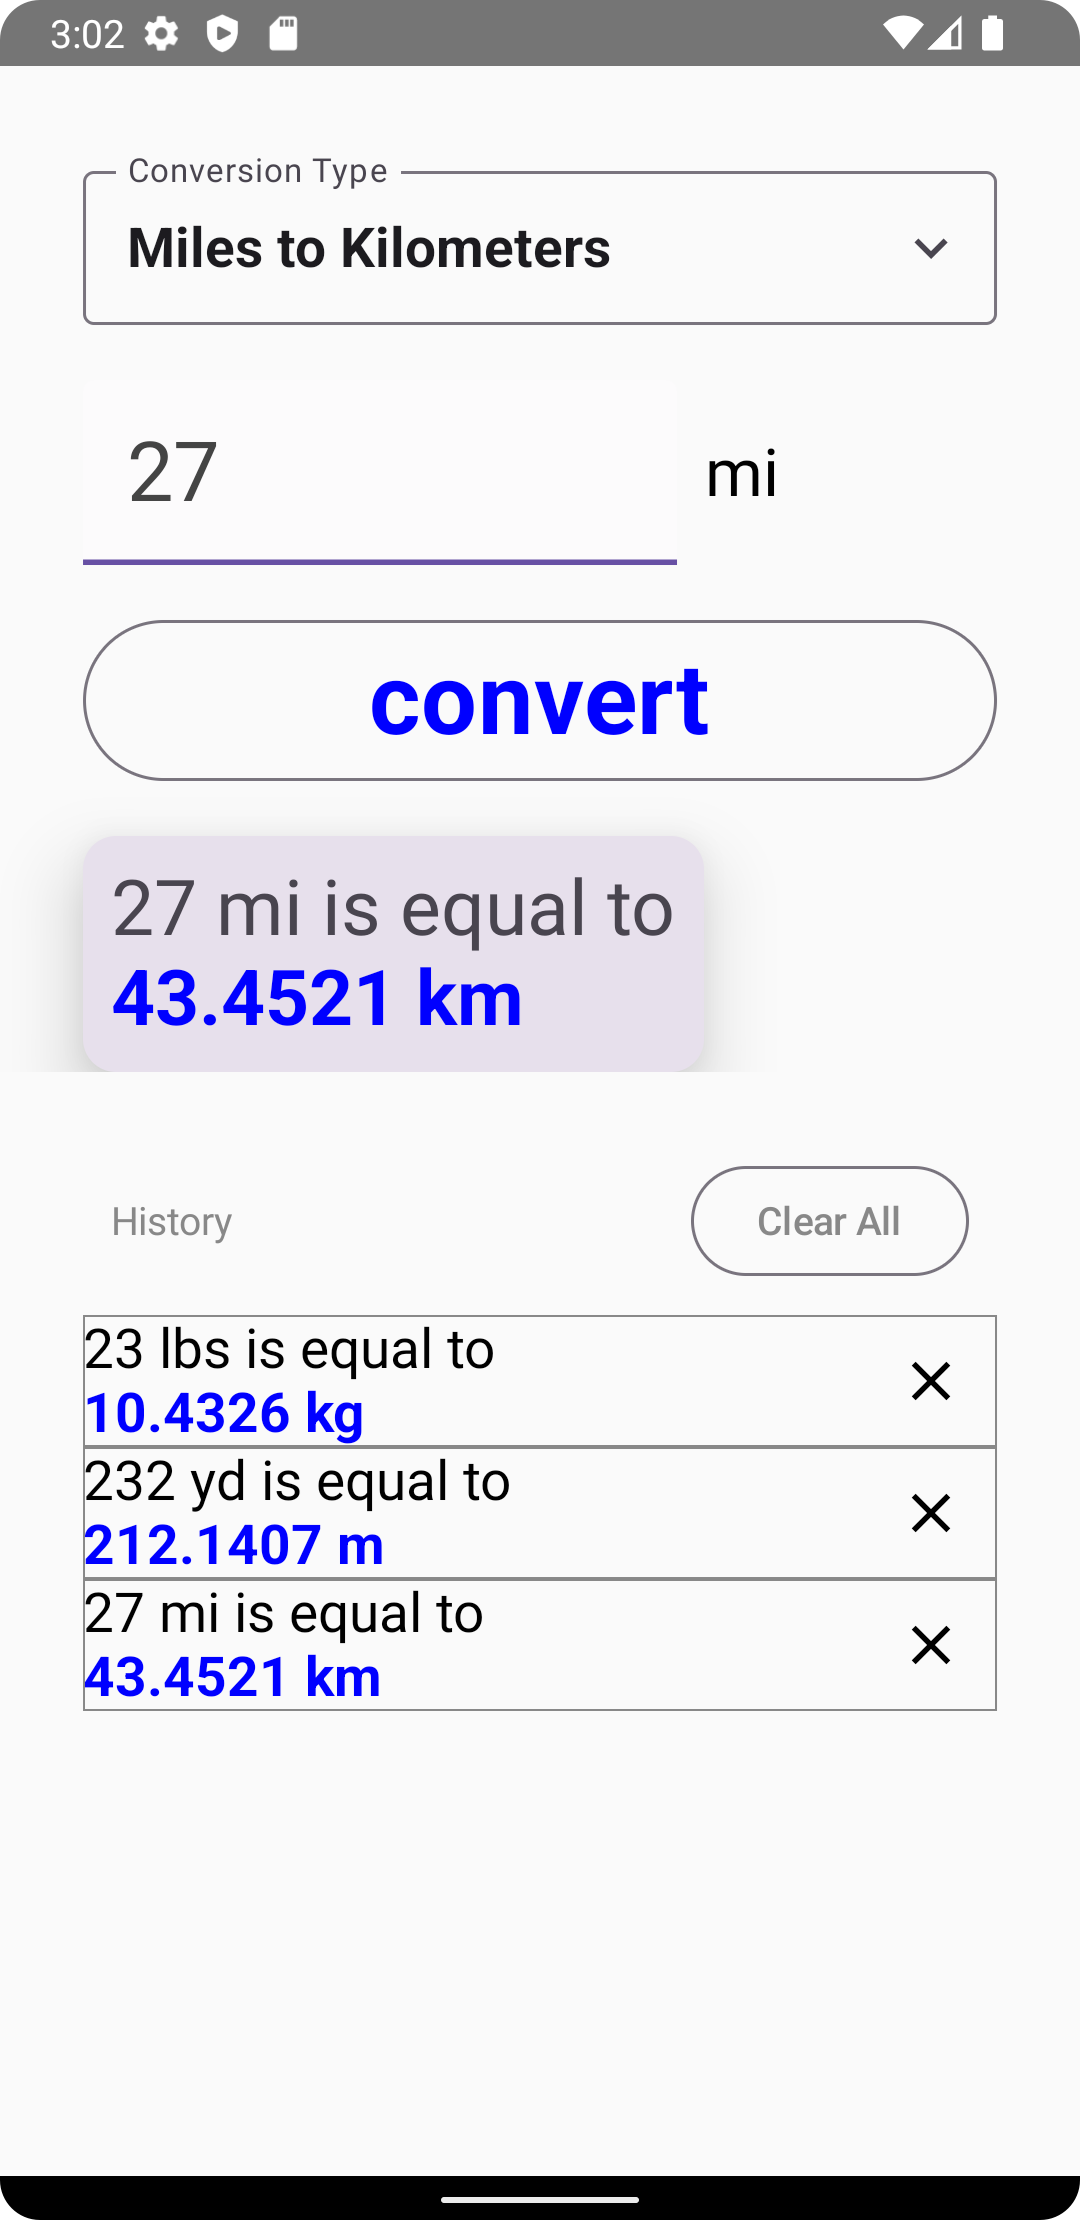 3:02
Conversion Type
Miles to Kilometers
27 mi
convert
27 mi is equal to
43.4521 km
History Clear All
23 lbs is equal to
10.4326 kg
232 yd is equal to
212.1407 m
27 mi is equal to
43.4521 km